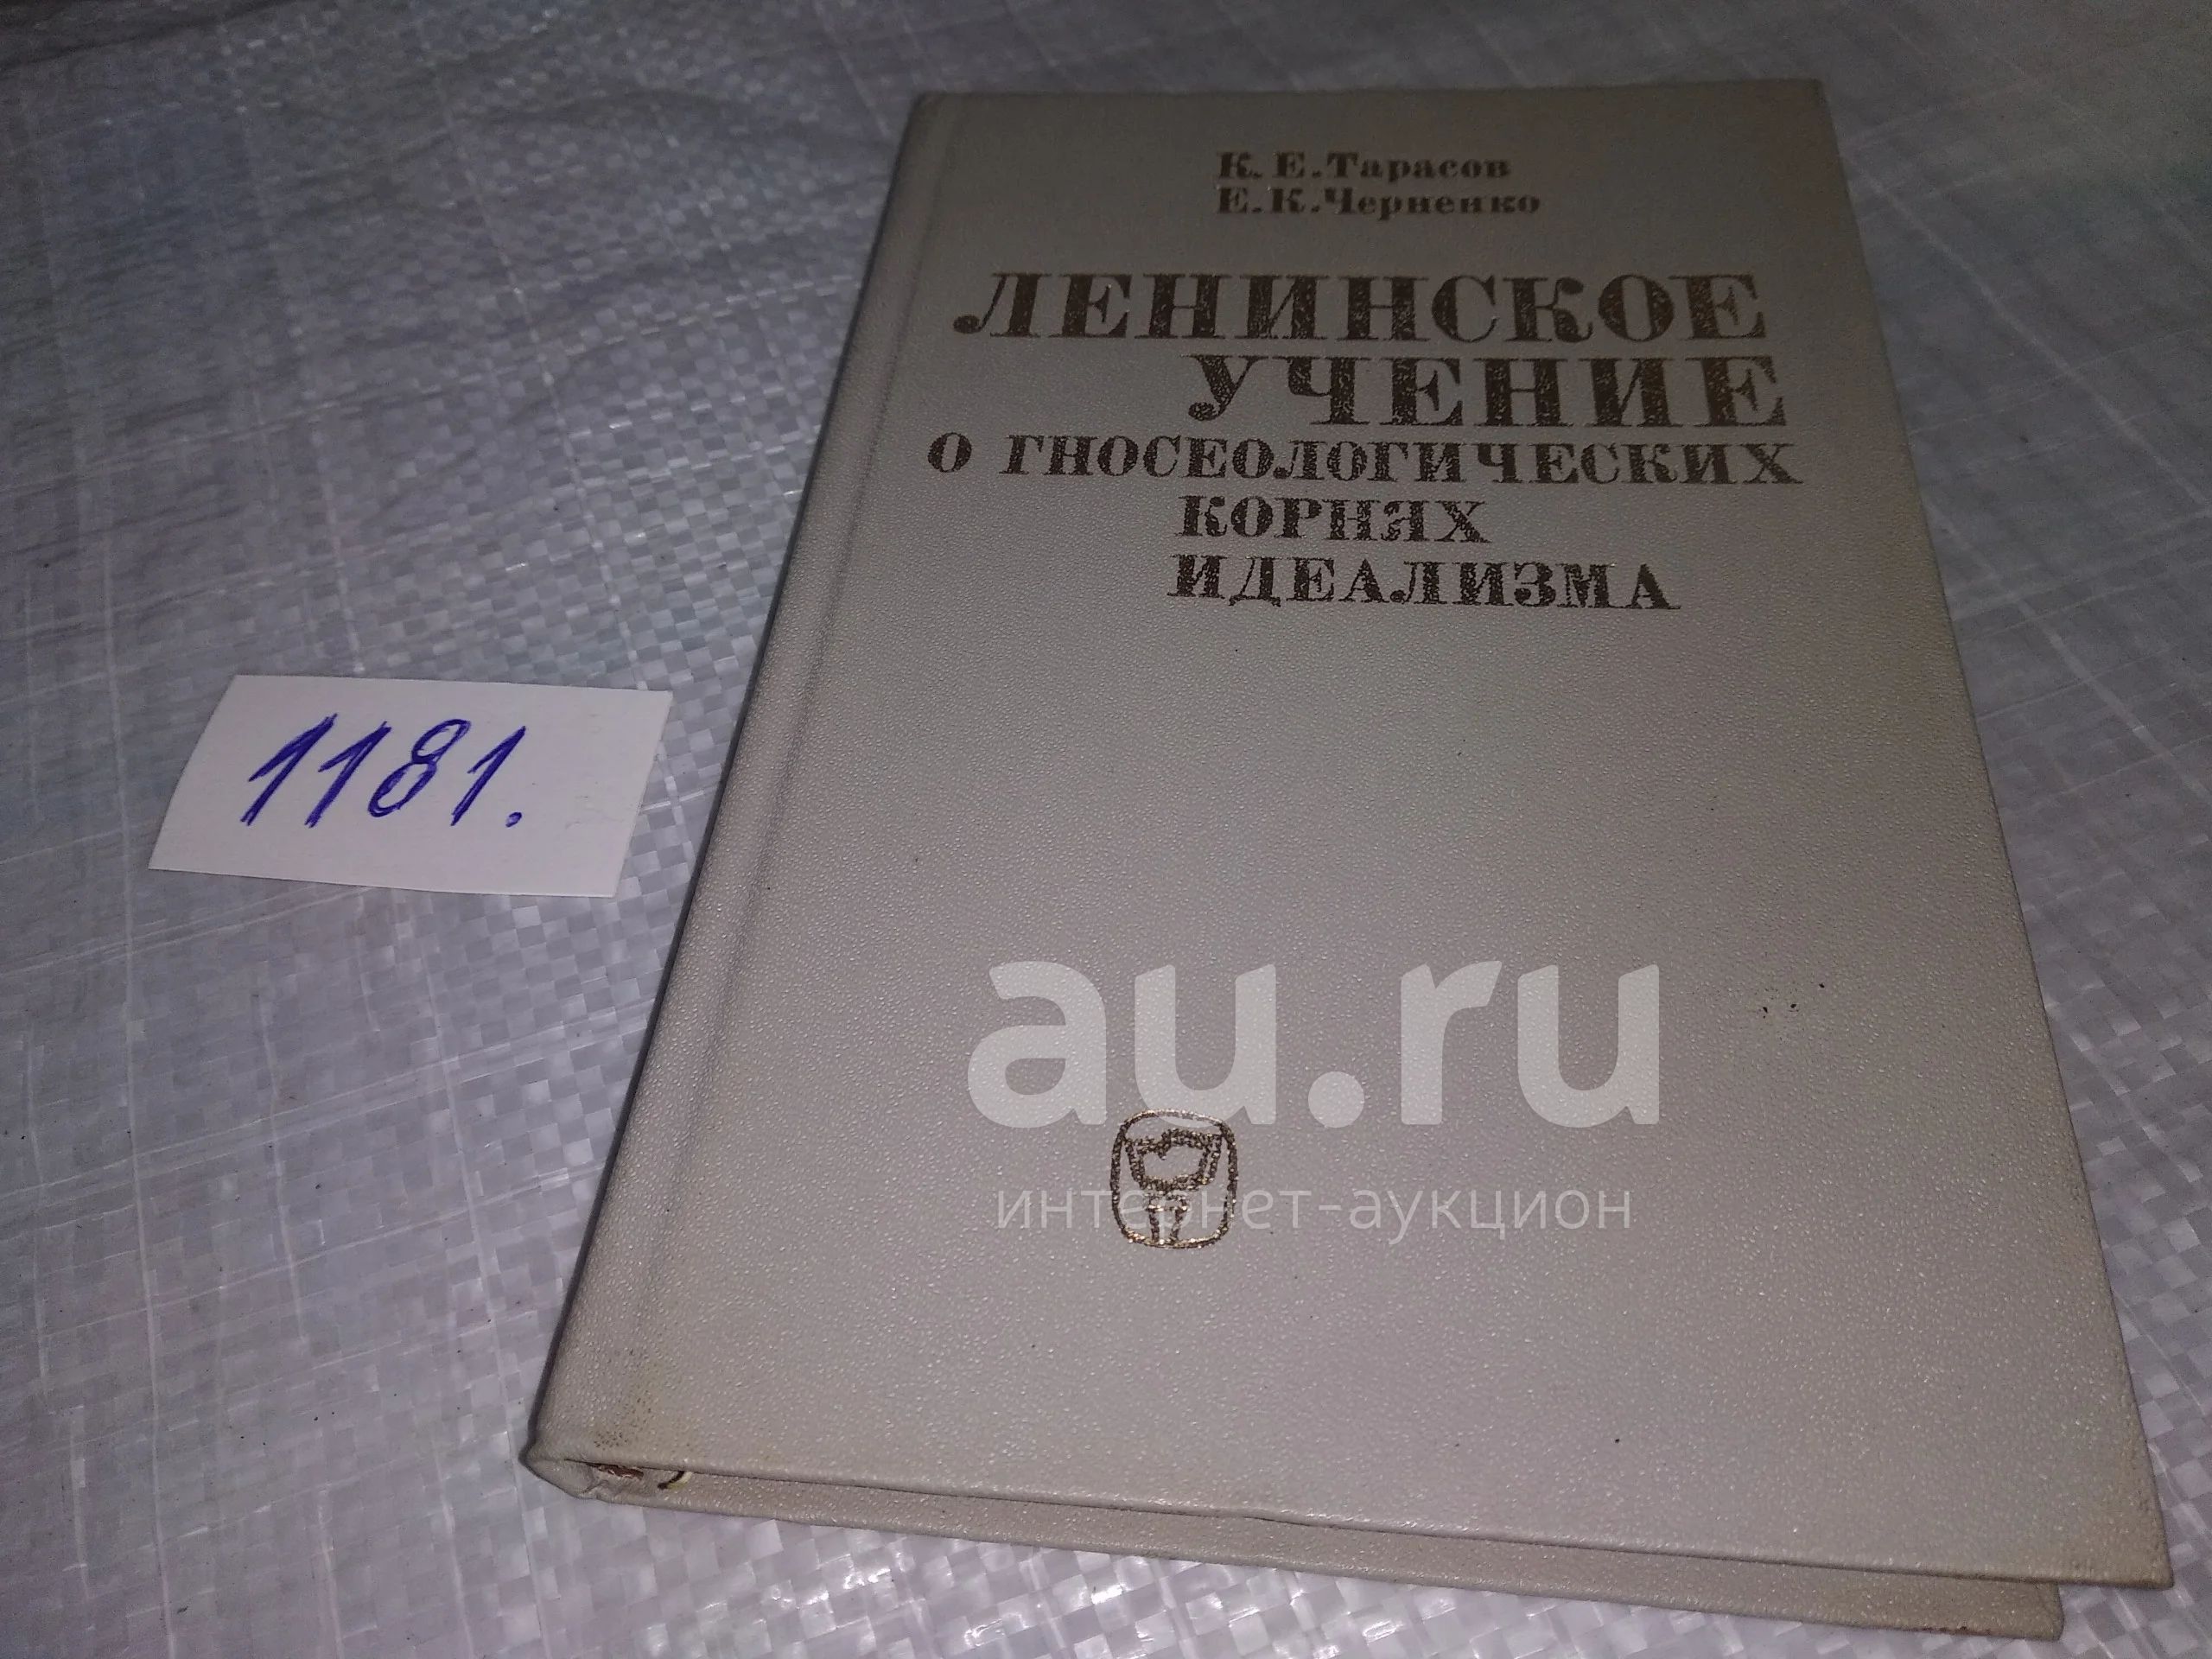 К. Е. Тарасов
Е. К. Черненко
ЛЕНИНСКОЕ
УЧЕНИЕ
О ГНОСЕОЛОГИЧЕСКИХ
КОРНЯХ
ИДЕАЛИЗМА
1181.
au.ru
интернет-аукцион